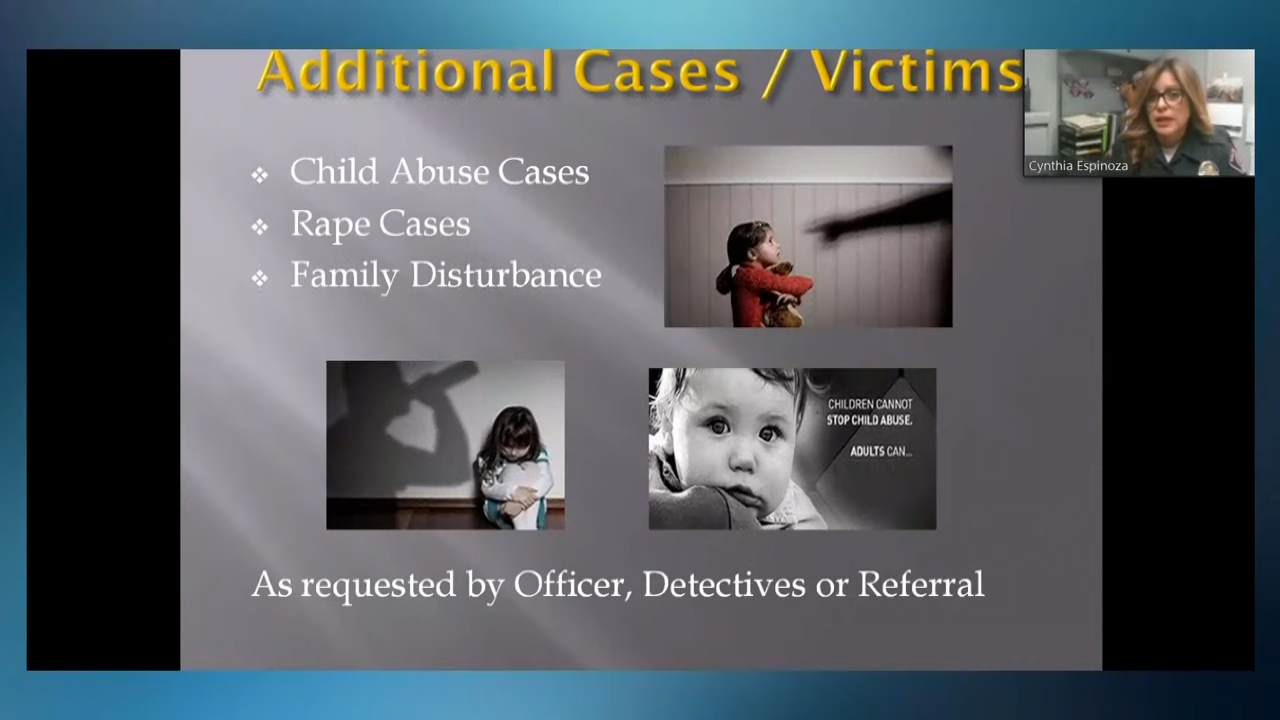 Additional Cases / Victims
Cynthia Espinoza
Child Abuse Cases
Rape Cases
Family Disturbance
CHILDREN CANNOT
STOP CHILD ABUSE.
ADULTS CAN...
As requested by Officer, Detectives or Referral